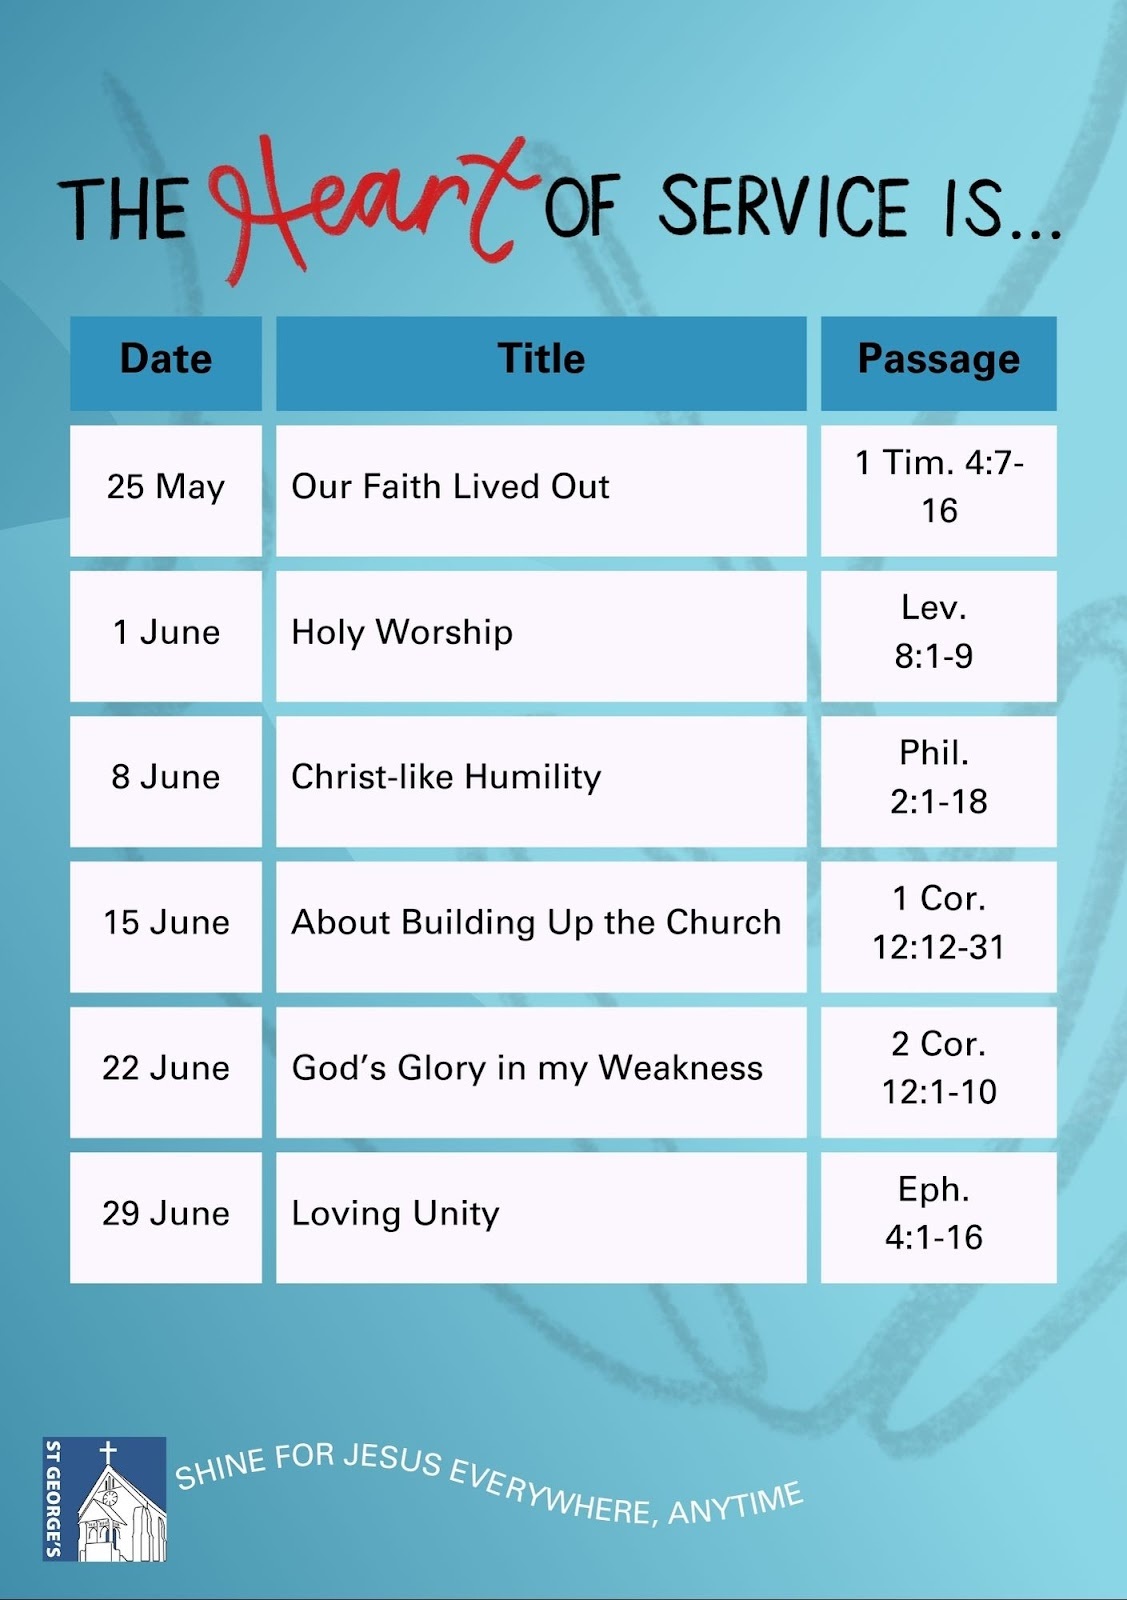 THE Heart OF SERVICE IS...
Date
Title
Passage
25 May
Our Faith Lived Out
1 Tim. 4:7-
16
1 June
Holy Worship
Lev.
8:1-9
8 June
Christ-like Humility
Phil.
2:1-18
15 June
About Building Up the Church
1 Cor.
12:12-31
22 June
God’s Glory in my Weakness
2 Cor.
12:1-10
29 June
Loving Unity
Eph.
4:1-16
ST GEORGE'S
SHINE FOR JESUS EVERYWHERE, ANYTIME